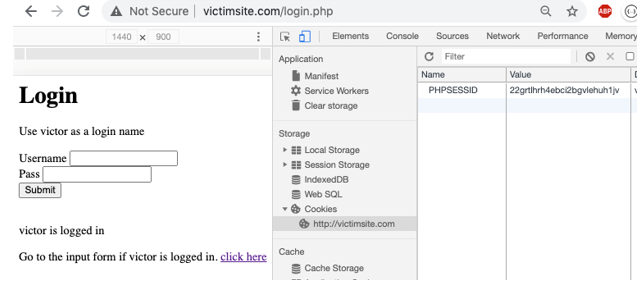 Not Secure | victimsite.com/login.php
ABP
1440 x 900
Elements Console Sources Network Performance Memory
Application
Manifest
Service Workers
Clear storage
Storage
Local Storage
Session Storage
IndexedDB
Web SQL
Cookies
http://victimsite.com
Cache
Cache Storage
Filter
Name Value
PHPSESSID 22grtlhrh4ebci2bgvlehuh1jv
Login
Use victor as a login name
Username
Pass
Submit
victor is logged in
Go to the input form if victor is logged in. click here